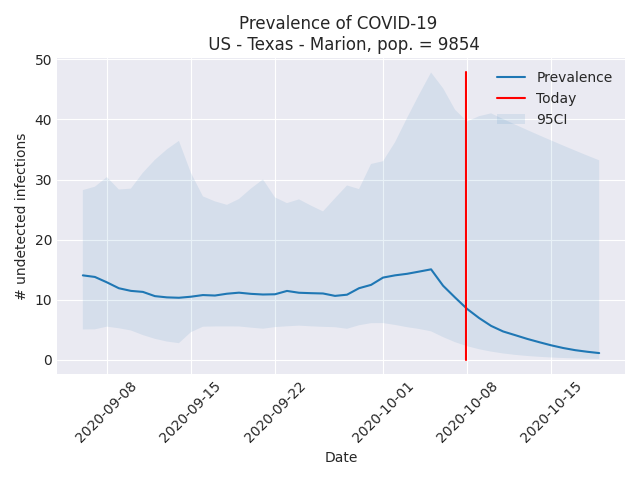 Prevalence of COVID-19
US - Texas - Marion, pop. = 9854
50
40
30
20
10
0
# undetected infections
Prevalence
Today
95CI
2020-09-08
2020-09-15
2020-09-22
2020-10-01
2020-10-08
2020-10-15
Date